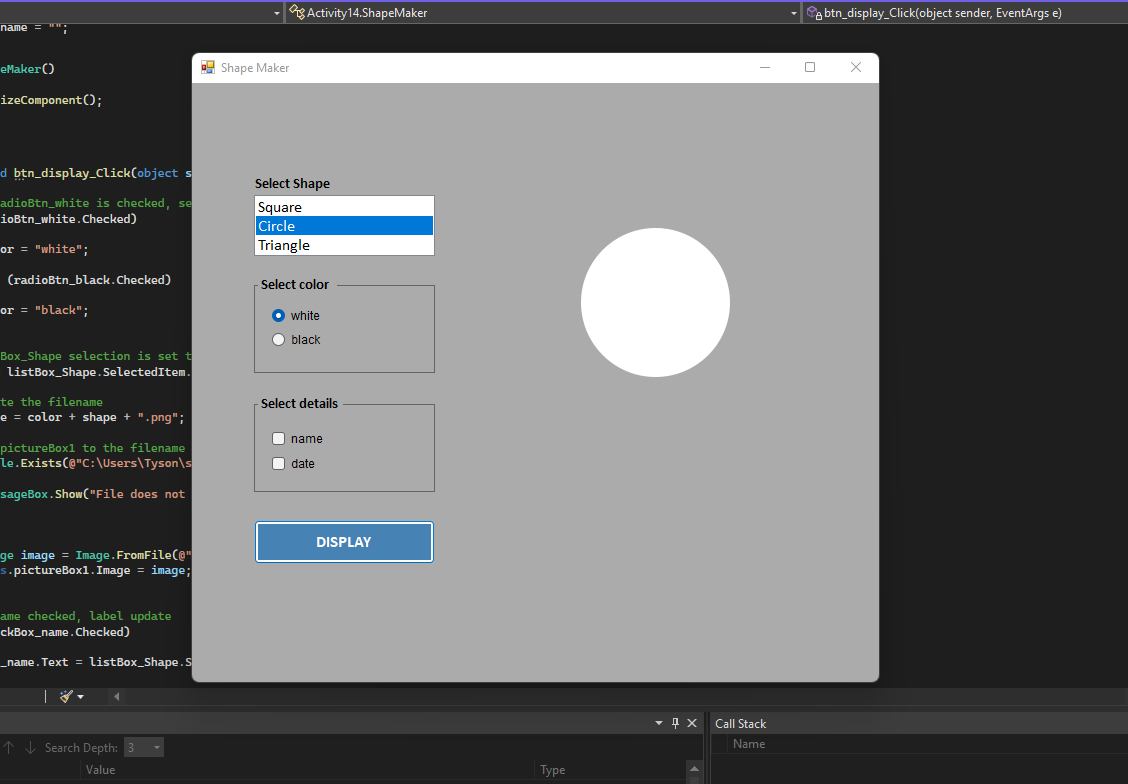 Activity14.ShapeMaker
btn_display_Click(object sender, EventArgs e)
name = "";
eMaker()
izeComponent();
d btn_display_Click(object s
adioBtn_white is checked, se
ioBtn_white.Checked)
or = "white";
(radioBtn_black.Checked)
or = "black";
Box_Shape selection is set t
listBox_Shape.SelectedItem.
te the filename
e = color + shape + ".png";
pictureBox1 to the filename
le.Exists(@"C:\Users\Tyson\s
sageBox.Show("File does not
ge image = Image.FromFile(@"
s.pictureBox1.Image = image;
ame checked, label update
ckBox_name.Checked)
_name.Text = listBox_Shape.S
Shape Maker
Select Shape
Square
Circle
Triangle
Select color
white
black
Select details
name
date
DISPLAY
Search Depth: 3
Value
Type
Call Stack
Name